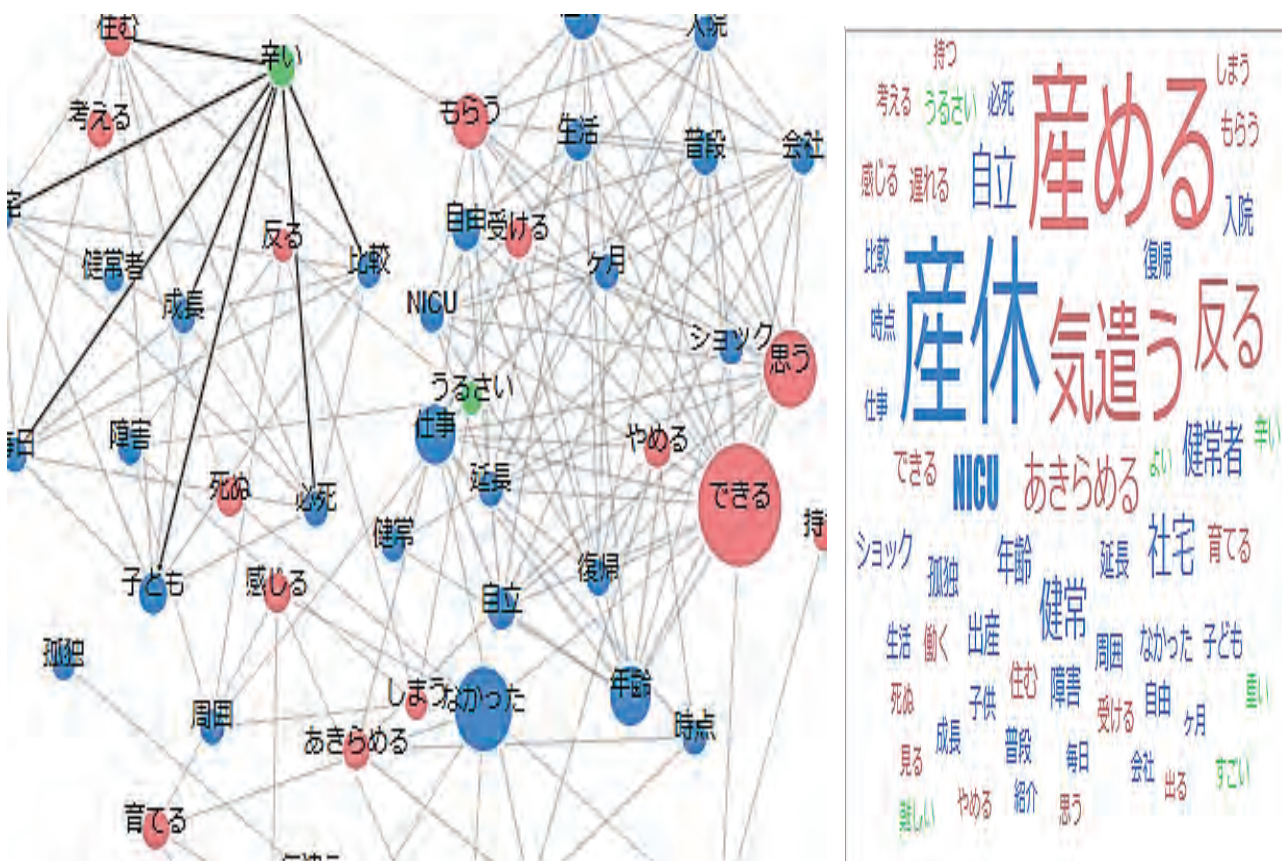 住む
辛い
入院
考える
もらう
生活
普段
会社
反る
自由
受ける
健常者
比較
ヶ月
成長
NICU
ショック
思う
うるさい
仕事
障害
やめる
死ぬ
必死
延長
できる
健常
子ども
感じる
復帰
自立
孤独
しまう
なかった
年齢
周囲
あきらめる
時点
育てる
持つ
しまう
考える
うるさい
必死
産める
もらう
感じる
遅れる
自立
入院
比較
復帰
時点
産休
気遣う
反る
仕事
できる
NICU
あきらめる
よい
健常者
辛い
ショック
孤独
年齢
延長
社宅
育てる
健常
生活
働く
出産
周囲
なかった
子ども
死ぬ
子供
住む
障害
受ける
自由
ヶ月
重い
見る
成長
普段
毎日
会社
出る
すごい
難しい
やめる
紹介
思う